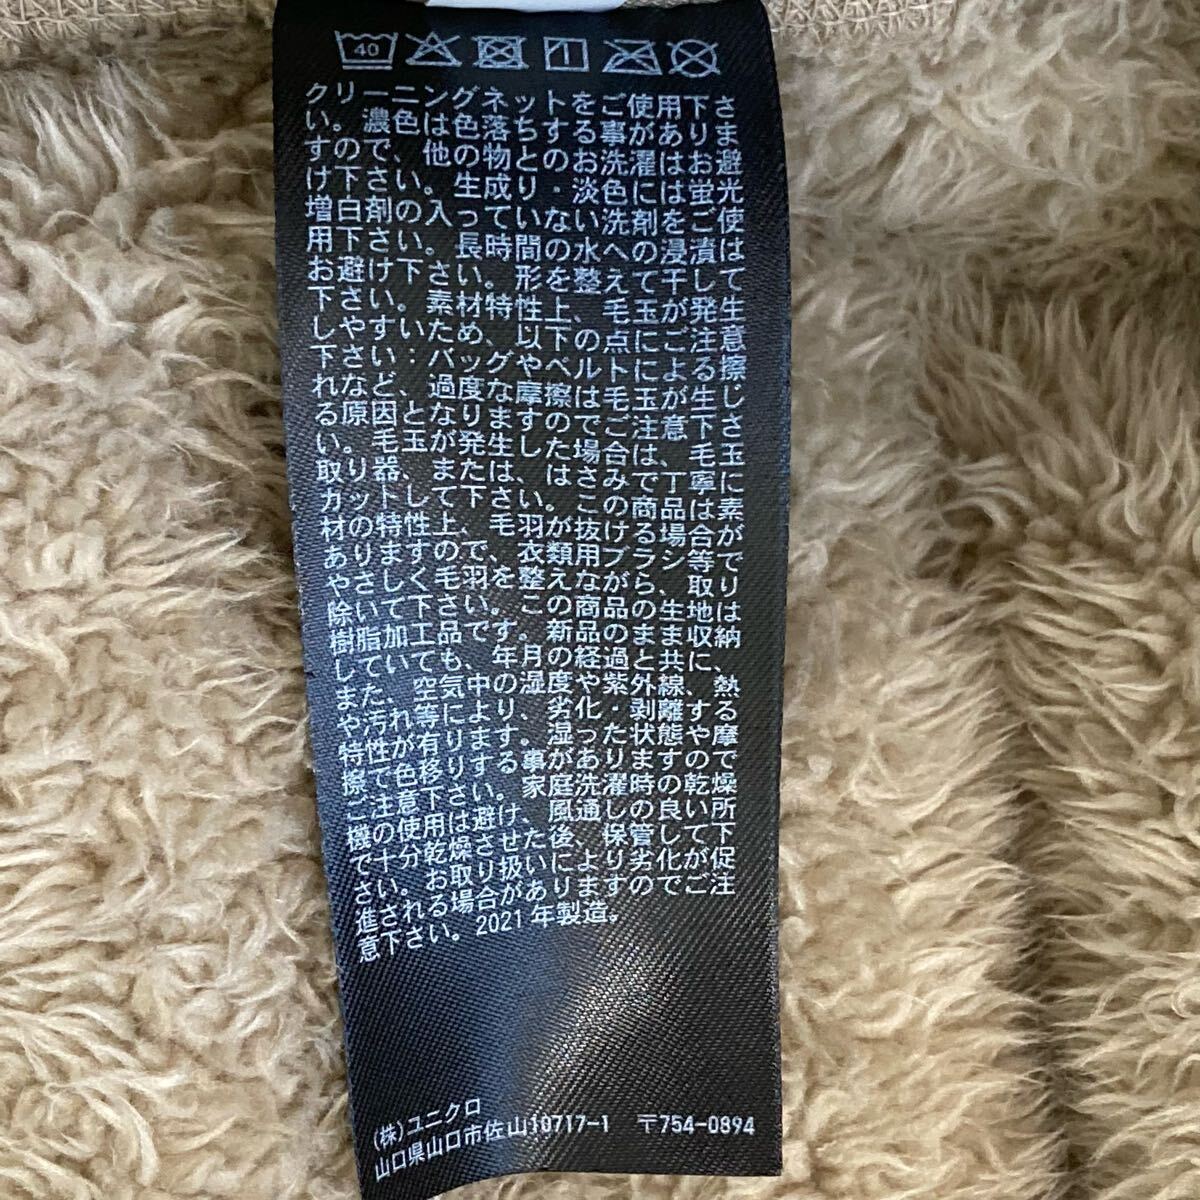 40
クリーニングネットをご使用下さ
い。濃色は色落ちする事がありま
すので、他の物とのお洗濯はお避
け下さい。生成り・淡色には蛍光
増白剤の入っていない洗剤をご使
用下さい。長時間の水への浸漬は
お避け下さい。形を整えて干して
下さい。素材特性上、毛玉が発生
しやすいため、以下の点にご注意
下さい：バッグやベルトによる擦
れなど、過度な摩擦は毛玉が生じ
る原因となりますのでご注意下さ
い。毛玉が発生した場合は、毛玉
取り器、または、はさみで丁寧に
カットして下さい。この商品は素
材の特性上、毛羽が抜ける場合が
ありますので、衣類用ブラシ等で
やさしく毛羽を整えながら、取り
除いて下さい。この商品の生地は
樹脂加工品です。新品のまま収納
していても、年月の経過と共に、
また、空気中の湿度や紫外線、熱
や汚れ等により、劣化・剥離する
特性が有ります。湿った状態や摩
擦で色移りする事がありますので
ご注意下さい。家庭洗濯時の乾燥
機の使用は避け、風通しの良い所
で十分乾燥させた後、保管して下
さい。お取り扱いにより劣化が促
進される場合がありますのでご注
意下さい。2021年製造。
(株)ユニクロ
山口県山口市佐山10717-1 〒754-0894